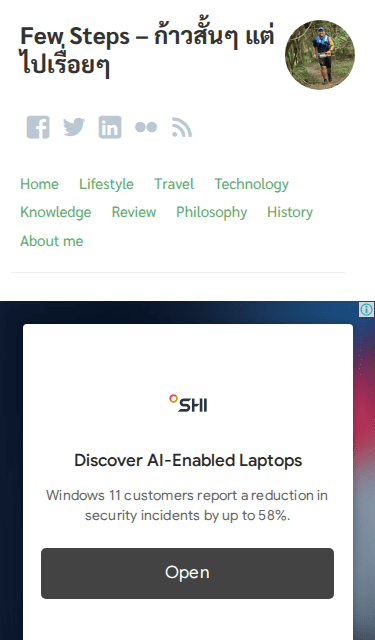 Few Steps – ก้าวสั้นๆ แต่
ไปเรื่อยๆ
Home Lifestyle Travel Technology
Knowledge Review Philosophy History
About me
SHI
Discover AI-Enabled Laptops
Windows 11 customers report a reduction in
security incidents by up to 58%.
Open